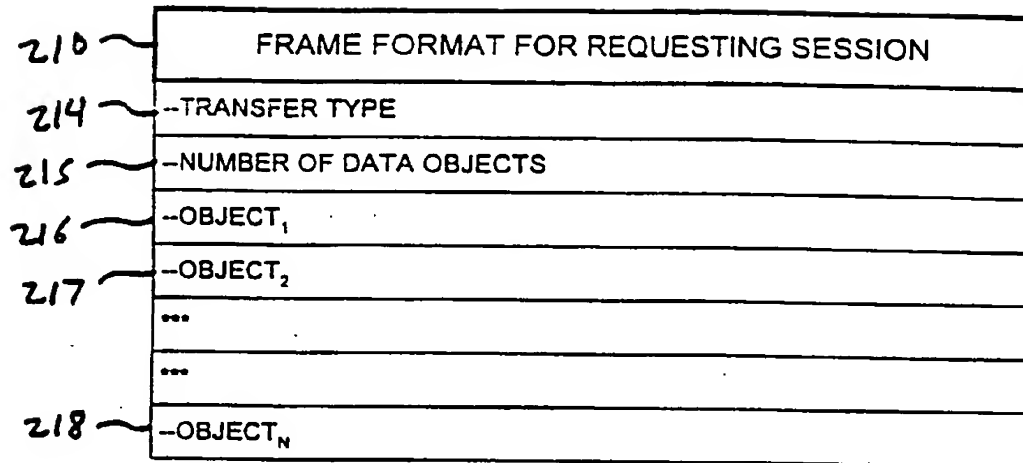 210 FRAME FORMAT FOR REQUESTING SESSION
214 --TRANSFER TYPE
215 --NUMBER OF DATA OBJECTS
216 --OBJECT₁
217 --OBJECT₂
***
***
218 --OBJECT_N